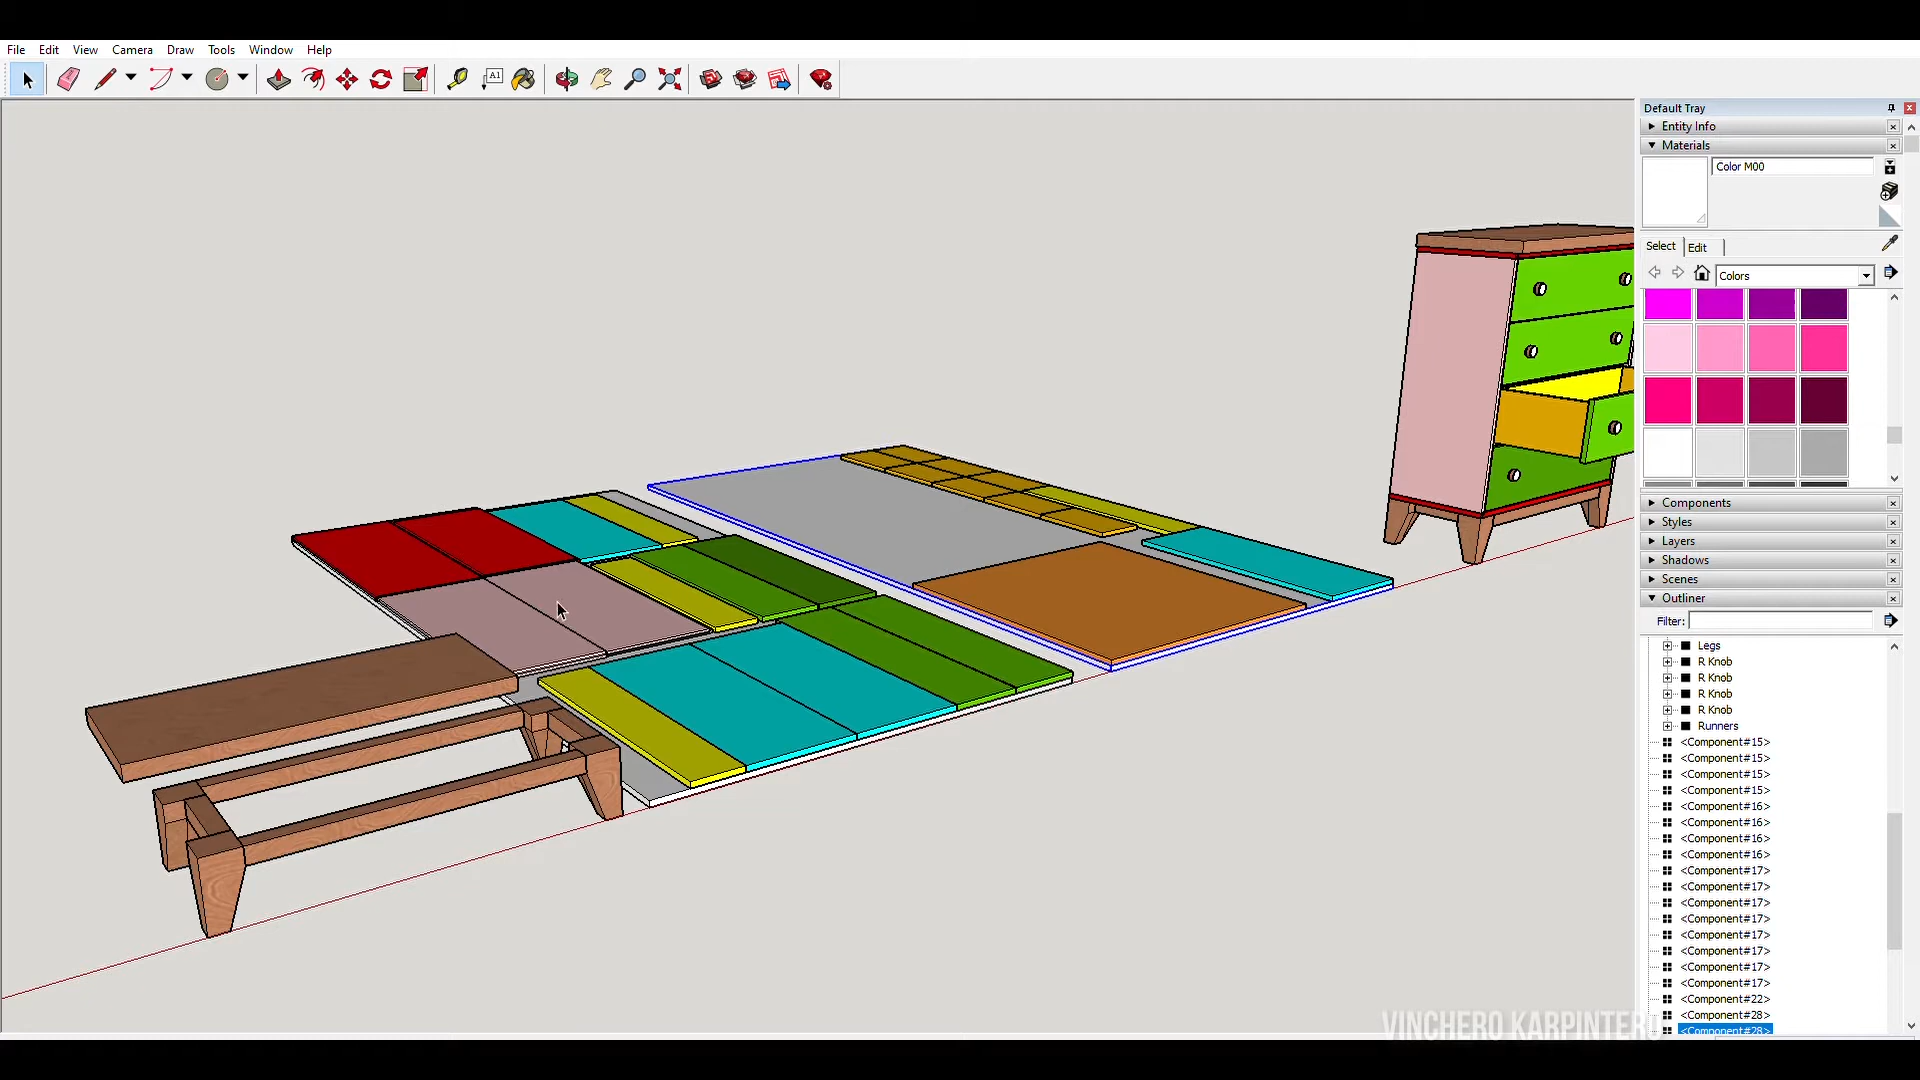 File Edit View Camera Draw Tools Window Help
A1
Default Tray
Entity Info
Materials
Color M00
Select Edit
Colors
Components
Styles
Layers
Shadows
Scenes
Outliner
Filter:
Legs
R Knob
R Knob
R Knob
R Knob
Runners
<Component#15>
<Component#15>
<Component#15>
<Component#15>
<Component#16>
<Component#16>
<Component#16>
<Component#16>
<Component#17>
<Component#17>
<Component#17>
<Component#17>
<Component#17>
<Component#17>
<Component#17>
<Component#17>
<Component#22>
<Component#28>
<Component#28>
VINCHERO KARPINTERO